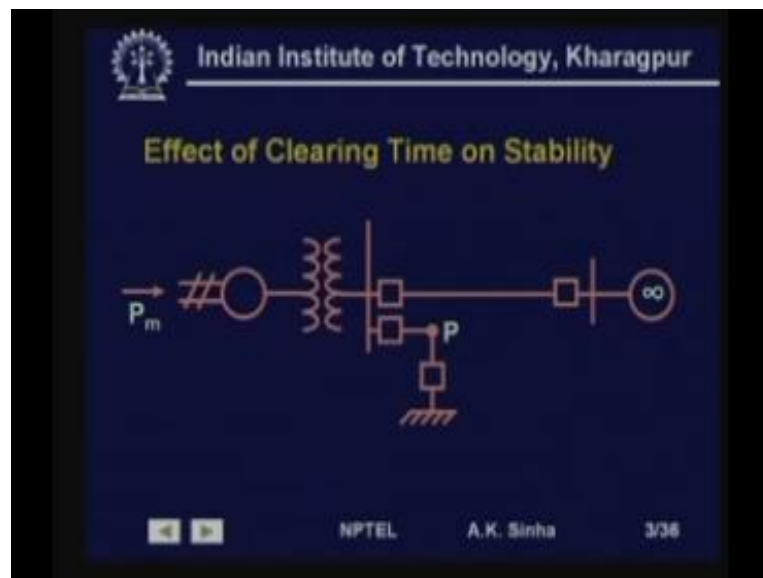 Indian Institute of Technology, Kharagpur
Effect of Clearing Time on Stability
Pm
∞
P
NPTEL A.K. Sinha 3/36